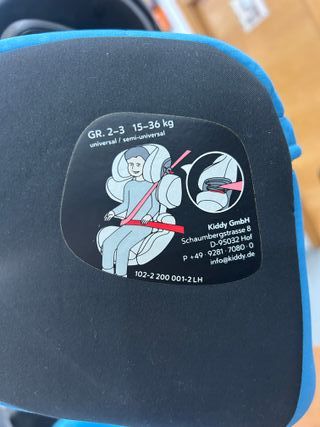 GR. 2–3 15–36 kg
universal / semi-universal
Kiddy GmbH
Schaumbergstrasse 8
D-95032 Hof
P +49 · 9281 · 7080 · 0
info@kiddy.de
102-2 200 001-2 LH